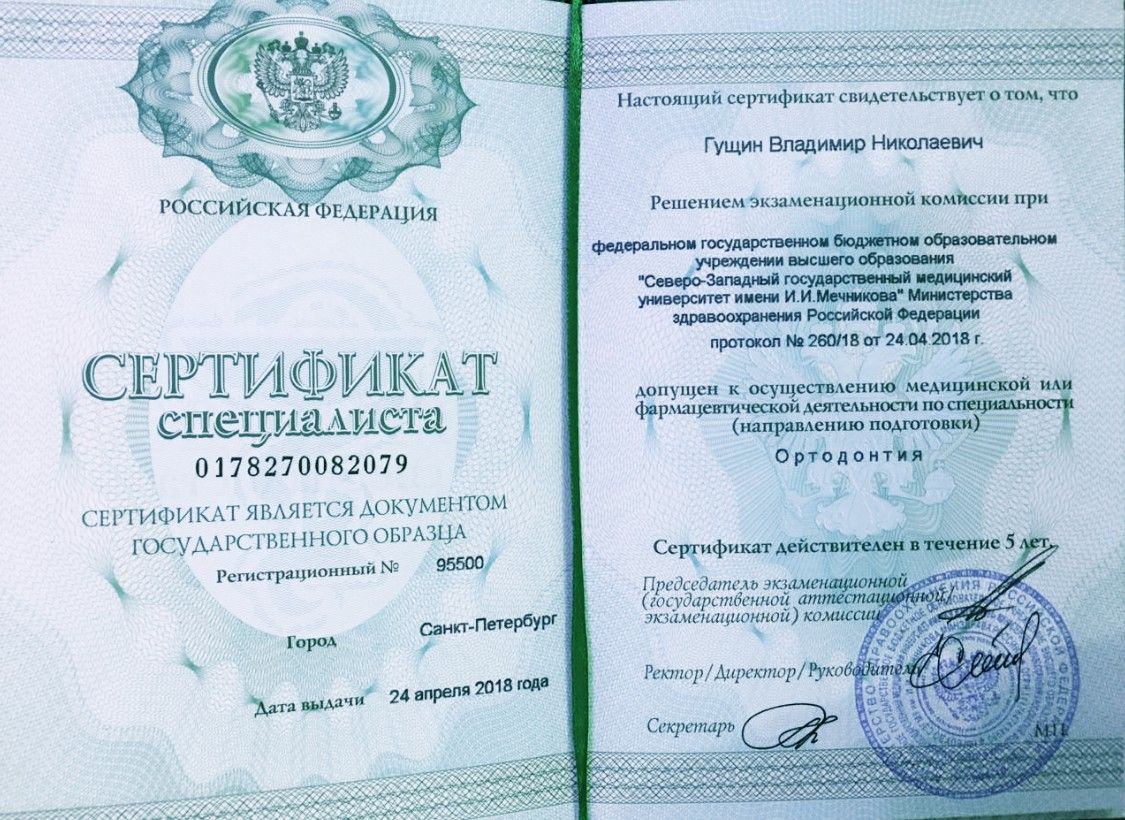 РОССИЙСКАЯ ФЕДЕРАЦИЯ
СЕРТИФИКАТ
специалиста
0178270082079
СЕРТИФИКАТ ЯВЛЯЕТСЯ ДОКУМЕНТОМ
ГОСУДАРСТВЕННОГО ОБРАЗЦА
Регистрационный № 95500
Город Санкт-Петербург
Дата выдачи 24 апреля 2018 года
Настоящий сертификат свидетельствует о том, что
Гущин Владимир Николаевич
Решением экзаменационной комиссии при
федеральном государственном бюджетном образовательном
учреждении высшего образования
"Северо-Западный государственный медицинский
университет имени И.И.Мечникова" Министерства
здравоохранения Российской Федерации
протокол № 260/18 от 24.04.2018 г.
допущен к осуществлению медицинской или
фармацевтической деятельности по специальности
(направлению подготовки)
Ортодонтия
Сертификат действителен в течение 5 лет.
Председатель экзаменационной
(государственной аттестационной/
экзаменационной) комиссии
Ректор/Директор/Руководитель
Секретарь
М.П.